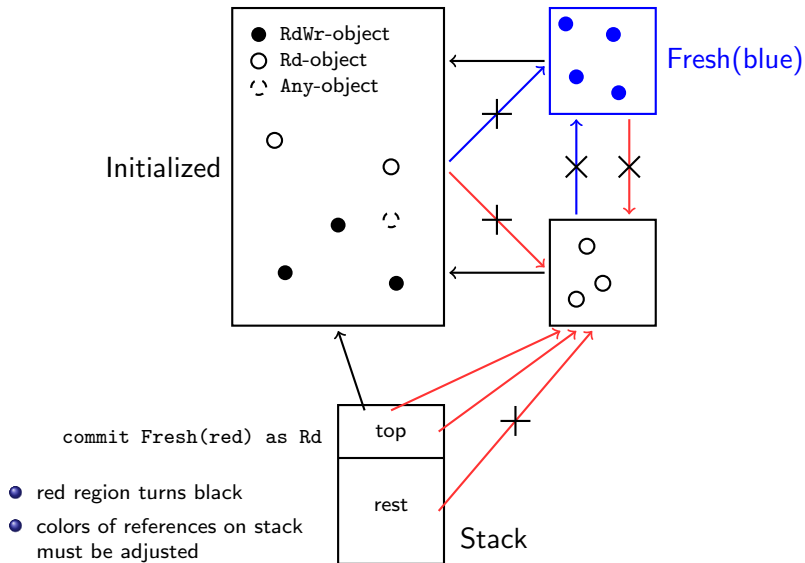 RdWr-object
Rd-object
Any-object
Fresh(blue)
Initialized
commit Fresh(red) as Rd
top
red region turns black
rest
colors of references on stack
must be adjusted
Stack